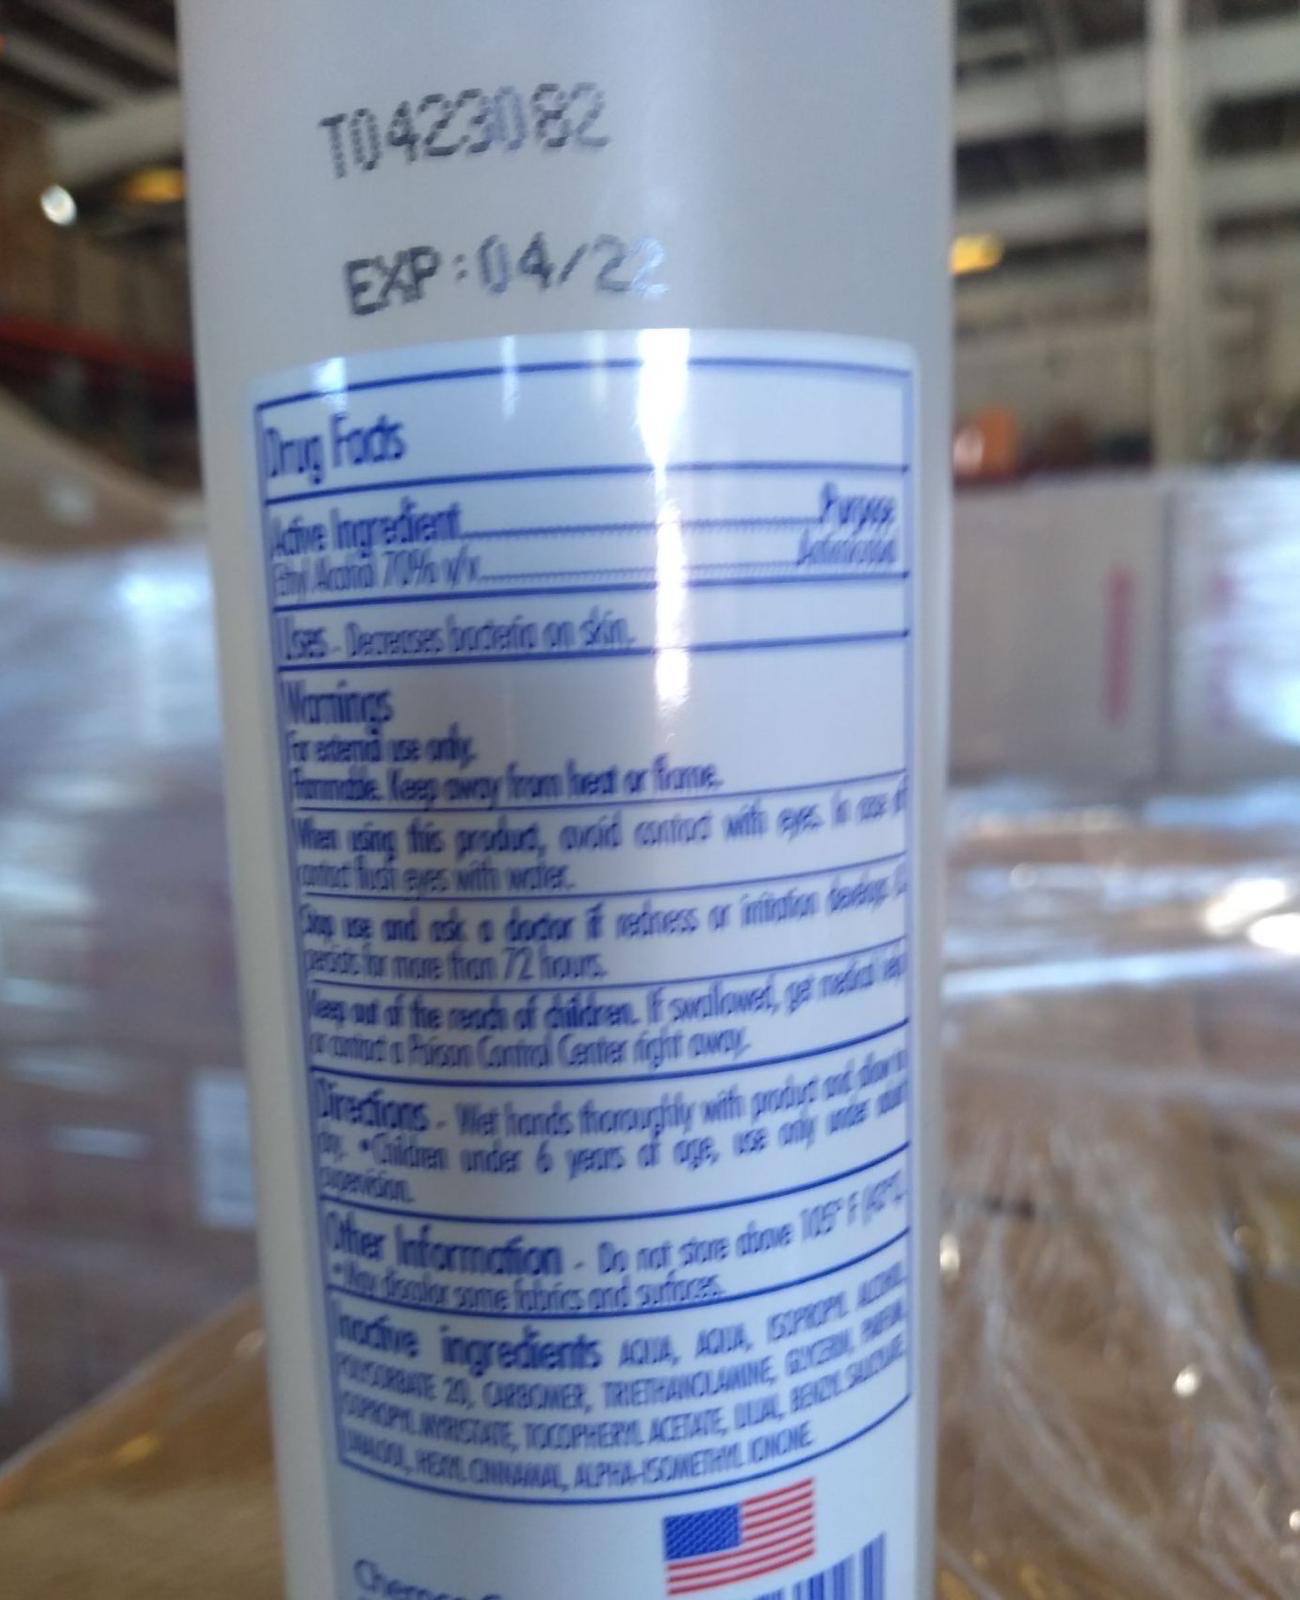 T0423082
EXP:04/22
Drug Facts
Active Ingredient Purpose
Ethyl Alcohol 70% v/v
Uses - Decreases bacteria on skin.
Warnings
For external use only.
Flammable. Keep away from heat or flame.
When using this product, avoid contact with eyes. In case of
contact flush eyes with water.
Stop use and ask a doctor if redness or irritation develops
persists for more than 72 hours.
Keep out of the reach of children. If swallowed, get medical help
or contact a Poison Control Center right away.
Directions - Wet hands thoroughly with product and allow to
dry. •Children under 6 years of age, use only under adult
supervision.
Other Information - Do not store above 105° F
•May discolor some fabrics and surfaces.
Inactive ingredients AQUA, AQUA, ISOPROPYL ALCOHOL,
POLYSORBATE 20, CARBOMER, TRIETHANOLAMINE, GLYCERIN, PARFUM,
ISOPROPYL MYRISTATE, TOCOPHERYL ACETATE, LILIAL, BENZYL SALICYLATE,
LINALOOL, HEXYL CINNAMAL, ALPHA-ISOMETHYL IONONE.